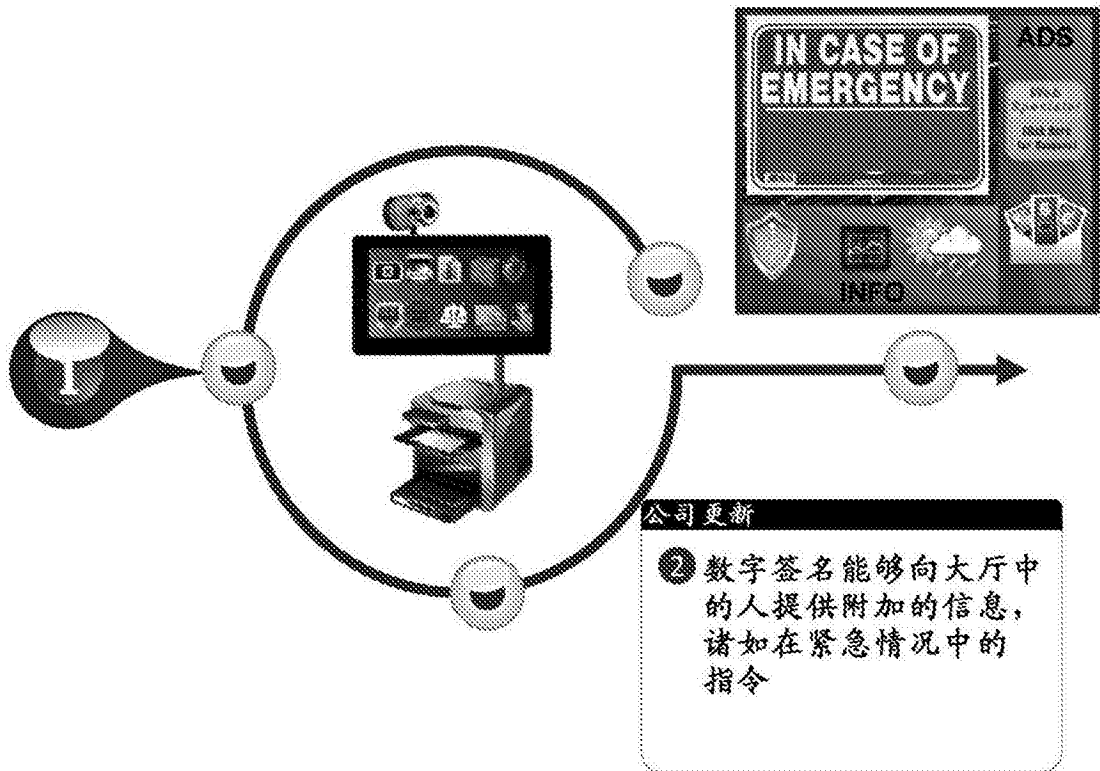 IN CASE OF
EMERGENCY
ADS
INFO
公司更新
2 数字签名能够向大厅中
的人提供附加的信息，
诸如在紧急情况中的
指令